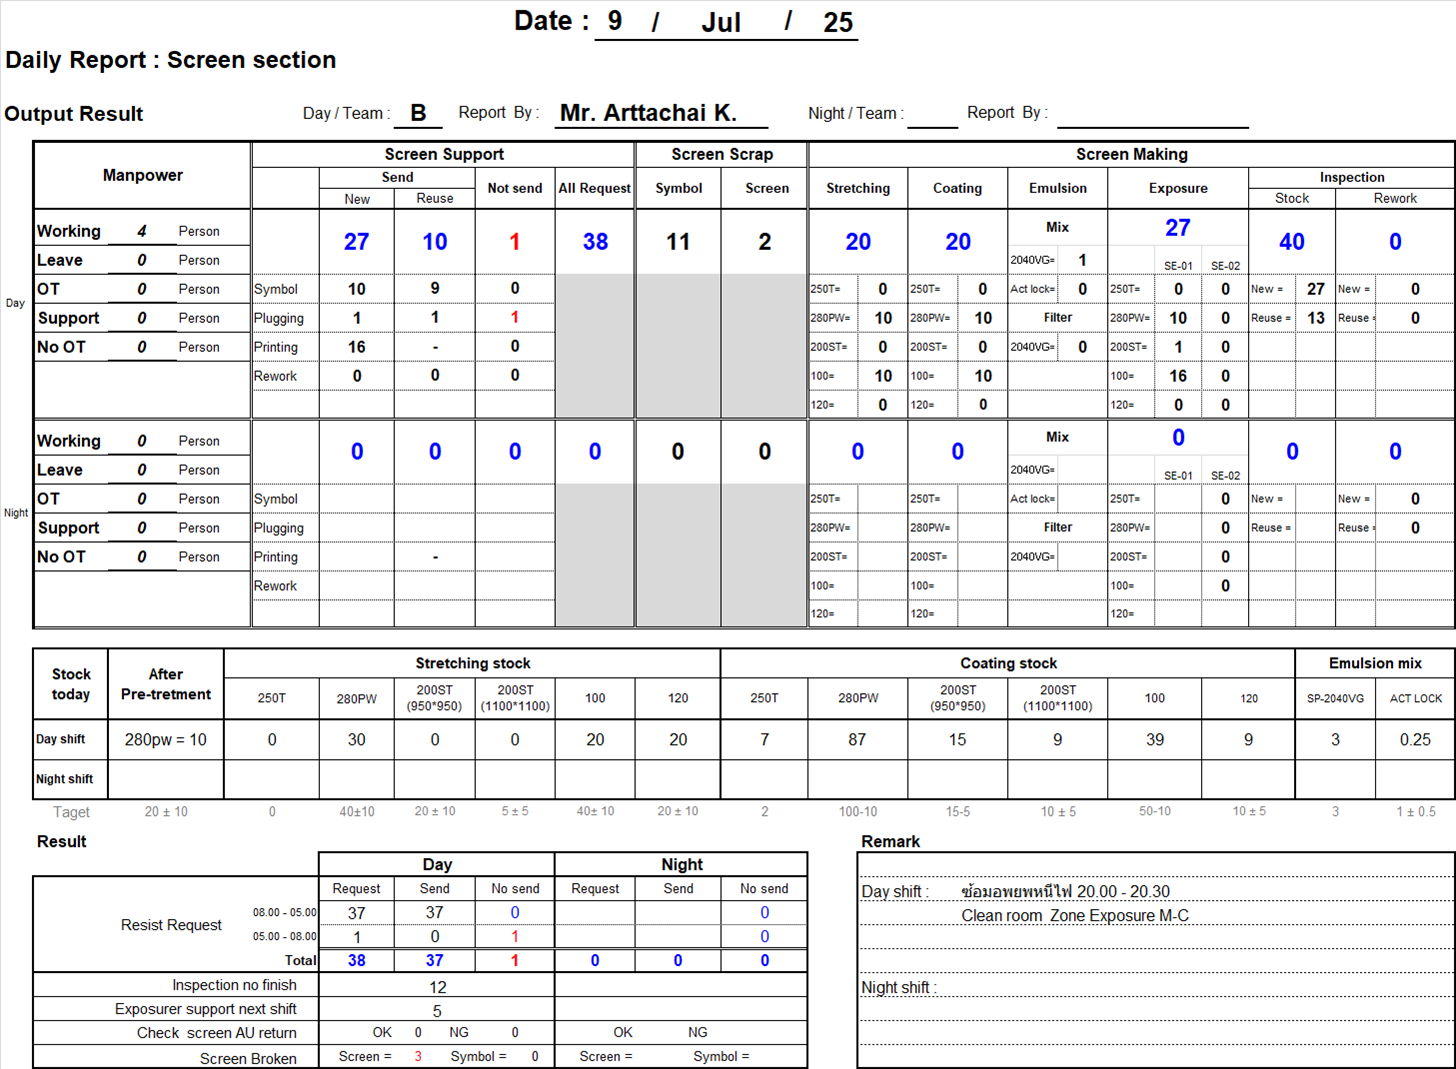 Date : 9 / Jul / 25
Daily Report : Screen section
Output Result Day / Team : B Report By : Mr. Arttachai K. Night / Team : Report By :
Manpower Screen Support Screen Scrap Screen Making
Send Not send All Request Symbol Screen Stretching Coating Emulsion Exposure Inspection
New Reuse Stock Rework
Day
Working 4 Person 27 10 1 38 11 2 20 20 Mix 27 40 0
Leave 0 Person 2040VG= 1 SE-01 SE-02
OT 0 Person Symbol 10 9 0 250T= 0 250T= 0 Act lock= 0 250T= 0 0 New = 27 New = 0
Support 0 Person Plugging 1 1 1 280PW= 10 280PW= 10 Filter 280PW= 10 0 Reuse = 13 Reuse = 0
No OT 0 Person Printing 16 - 0 200ST= 0 200ST= 0 2040VG= 0 200ST= 1 0
Rework 0 0 0 100= 10 100= 10 100= 16 0
120= 0 120= 0 120= 0 0
Night
Working 0 Person 0 0 0 0 0 0 0 0 Mix 0 0 0
Leave 0 Person 2040VG= SE-01 SE-02
OT 0 Person Symbol 250T= 250T= Act lock= 250T= 0 New = New = 0
Support 0 Person Plugging 280PW= 280PW= Filter 280PW= 0 Reuse = Reuse = 0
No OT 0 Person Printing - 200ST= 200ST= 2040VG= 200ST= 0
Rework 100= 100= 100= 0
120= 120= 120=
Stock today After Pre-tretment Stretching stock Coating stock Emulsion mix
250T 280PW 200ST (950*950) 200ST (1100*1100) 100 120 250T 280PW 200ST (950*950) 200ST (1100*1100) 100 120 SP-2040VG ACT LOCK
Day shift 280pw = 10 0 30 0 0 20 20 7 87 15 9 39 9 3 0.25
Night shift
Taget 20 ± 10 0 40±10 20 ± 10 5 ± 5 40± 10 20 ± 10 2 100-10 15-5 10 ± 5 50-10 10 ± 5 3 1 ± 0.5
Result
Day Night
Request Send No send Request Send No send
Resist Request
08.00 - 05.00 37 37 0 0
05.00 - 08.00 1 0 1 0
Total 38 37 1 0 0 0
Inspection no finish 12
Exposurer support next shift 5
Check screen AU return OK 0 NG 0 OK NG
Screen Broken Screen = 3 Symbol = 0 Screen = Symbol =
Remark
Day shift : ซ้อมอพยพหนีไฟ 20.00 - 20.30
Clean room Zone Exposure M-C
Night shift :